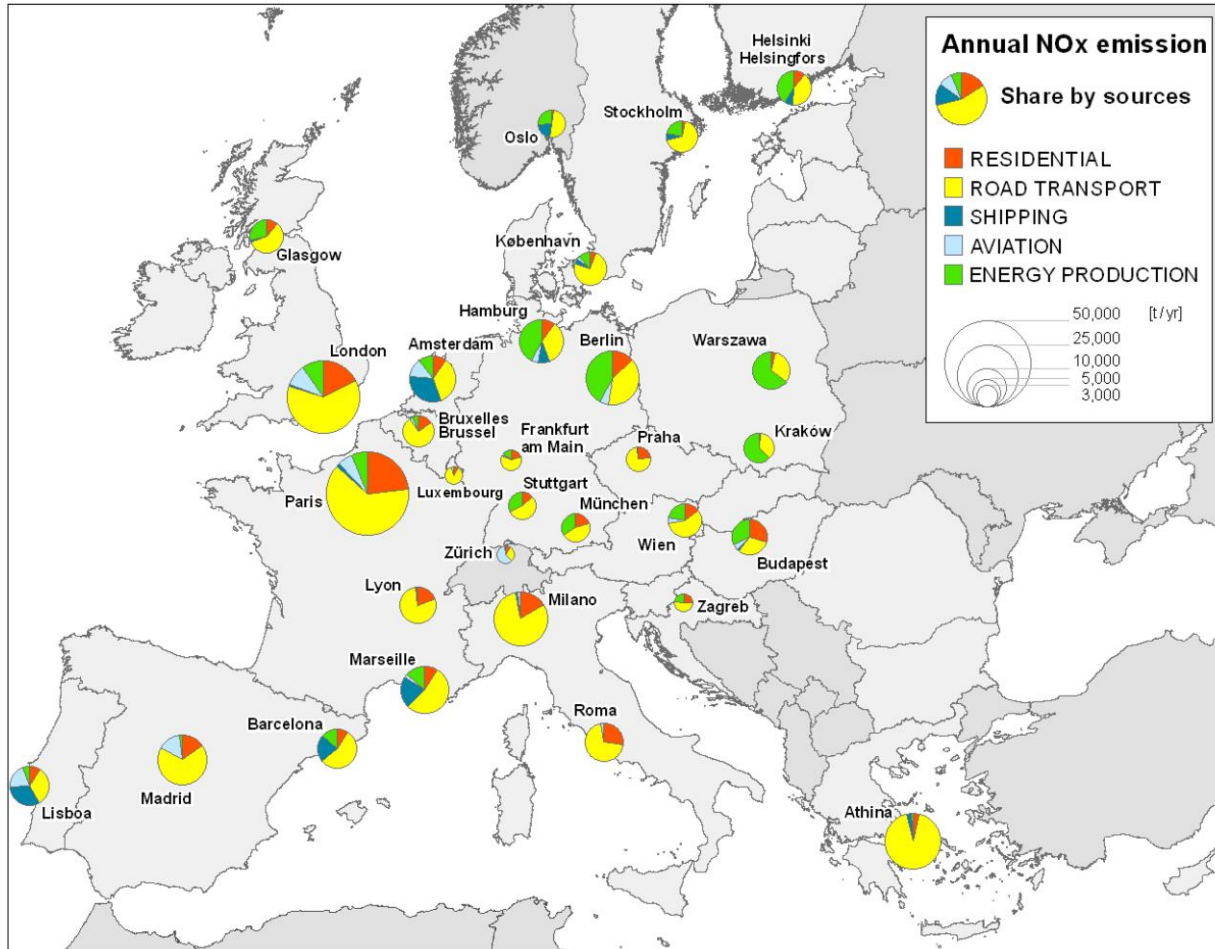 Annual NOx emission
Share by sources
RESIDENTIAL
ROAD TRANSPORT
SHIPPING
AVIATION
ENERGY PRODUCTION
50,000 [t/yr]
25,000
10,000
5,000
3,000
Helsinki
Helsingfors
Stockholm
Oslo
Glasgow
København
Hamburg
Berlin
Warszawa
London
Amsterdam
Bruxelles
Brussel
Frankfurt
am Main
Praha
Kraków
Luxembourg
Paris
Stuttgart
München
Wien
Budapest
Zürich
Lyon
Milano
Zagreb
Marseille
Barcelona
Roma
Madrid
Lisboa
Athina